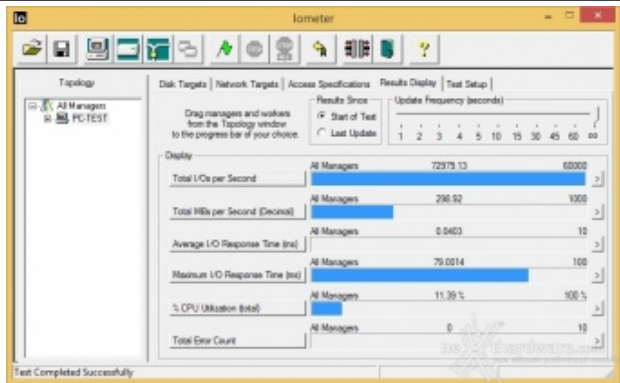 Io
Iometer
Topology
All Managers
PC-TEST
Disk Targets
Network Targets
Access Specifications
Results Display
Test Setup
Drag managers and workers
from the Topology window
to the progress bar of your choice.
Results Since
Start of Test
Last Update
Update Frequency (seconds)
1 2 3 4 5 10 15 30 45 60 ∞
Display
All Managers 72975.13 60000
Total I/Os per Second >
All Managers 298.92 1000
Total MBs per Second (Decimal) >
All Managers 0.0403 10
Average I/O Response Time (ms) >
All Managers 79.0014 100
Maximum I/O Response Time (ms) >
All Managers 11.39 % 100 %
% CPU Utilization (total) >
All Managers 0 10
Total Error Count >
Test Completed Successfully